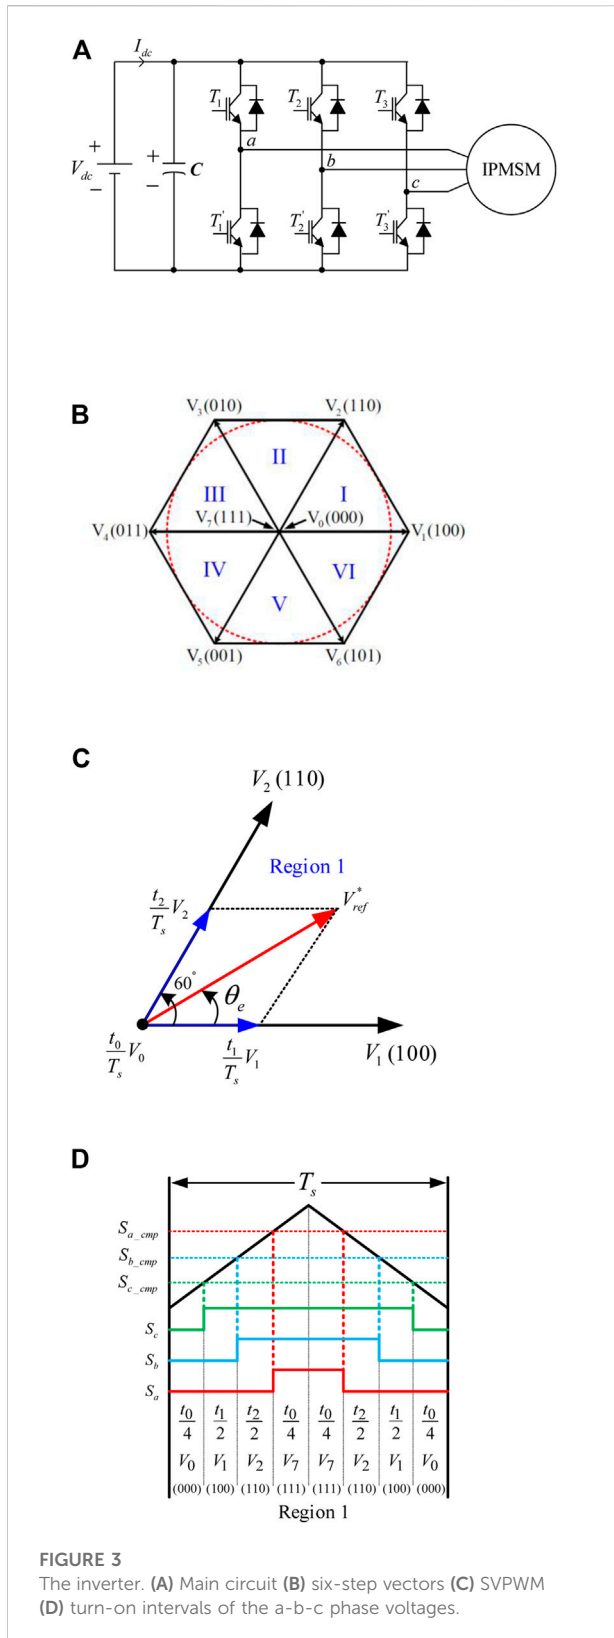 A
I_dc
T_1 T_2 T_3
a
V_dc
+
−
+
−
C
b
c
IPMSM
T_1' T_2' T_3'
B
V_3(010) V_2(110)
II
III I
V_7(111) V_0(000)
V_4(011) V_1(100)
IV VI
V
V_5(001) V_6(101)
C
V_2(110)
Region 1
t_2/T_s V_2
V*_ref
60°
θ_e
t_0/T_s V_0
t_1/T_s V_1
V_1(100)
D
T_s
S_a_cmp
S_b_cmp
S_c_cmp
S_c
S_b
S_a
t_0/4 t_1/2 t_2/2 t_0/4 t_0/4 t_2/2 t_1/2 t_0/4
V_0 V_1 V_2 V_7 V_7 V_2 V_1 V_0
(000) (100) (110) (111) (111) (110) (100) (000)
Region 1
FIGURE 3
The inverter. (A) Main circuit (B) six-step vectors (C) SVPWM
(D) turn-on intervals of the a-b-c phase voltages.